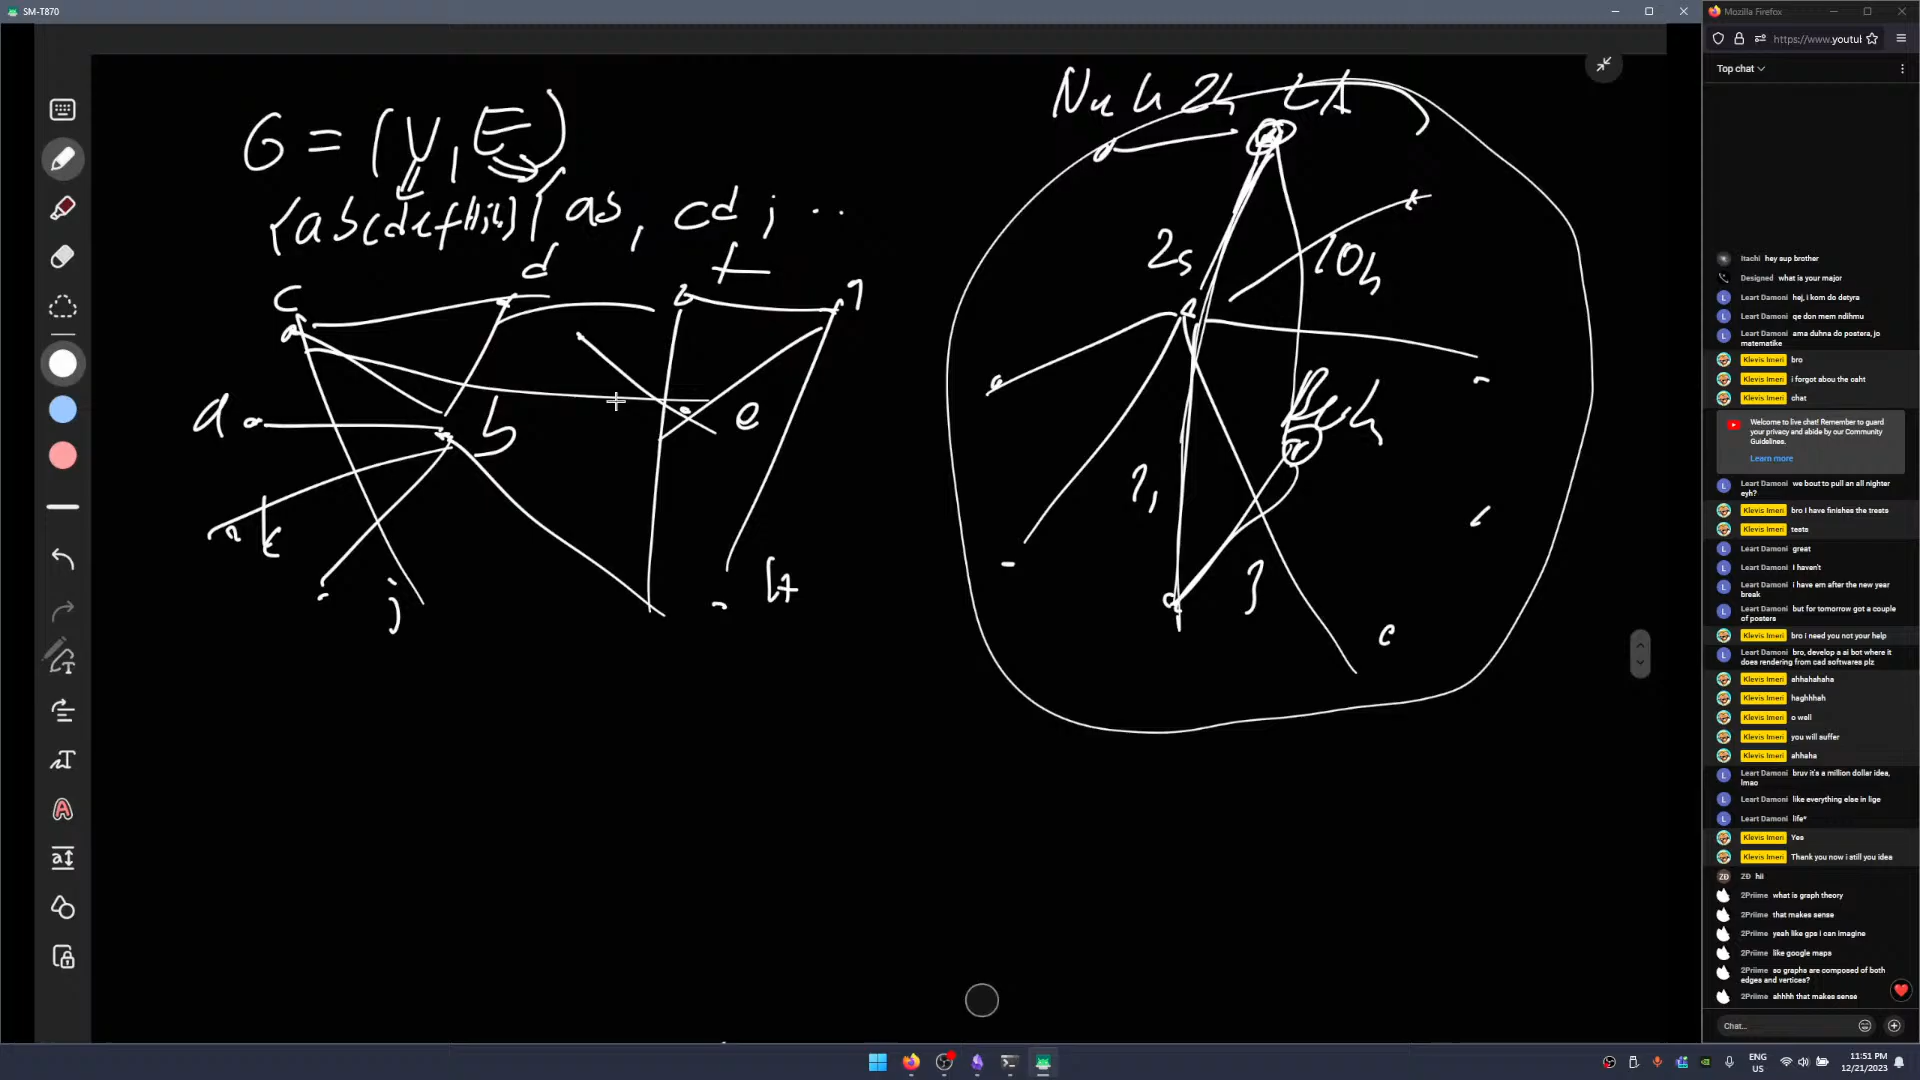 SM-T870
G = (V, E)
{abcdef
ab, cd, ...
c
d
e
b
k
j
2h
LA
2s
10h
Mozilla Firefox
https://www.youtul
Top chat
Itachi hey sup brother
Designed what is your major
Leart Damoni hej, i kom do detyra
Leart Damoni qe don mem ndihmu
Leart Damoni ama duhna do postera, jo
matematike
Klevis Imeri bro
Klevis Imeri i forgot abou the caht
Klevis Imeri chat
Welcome to live chat! Remember to guard
your privacy and abide by our Community
Guidelines.
Learn more
Leart Damoni we bout to pull an all nighter
eyh?
Klevis Imeri bro I have finishes the trests
Klevis Imeri tests
Leart Damoni great
Leart Damoni I haven't
Leart Damoni i have em after the new year
break
Leart Damoni but for tomorrow got a couple
of posters
Klevis Imeri bro i need you not your help
Leart Damoni bro, develop a ai bot where it
does rendering from cad softwares plz
Klevis Imeri ahhahahaha
Klevis Imeri haghhhah
Klevis Imeri o well
Klevis Imeri you will suffer
Klevis Imeri ahhaha
Leart Damoni bruv it's a million dollar idea,
lmao
Leart Damoni like everything else in lige
Leart Damoni life*
Klevis Imeri Yes
Klevis Imeri Thank you now i still you idea
ZĐ hii
2Priime what is graph theory
2Priime that makes sense
2Priime yeah like gps i can imagine
2Priime like google maps
2Priime so graphs are composed of both
edges and vertices?
2Priime ahhhh that makes sense
Chat...
ENG
US
11:51 PM
12/21/2023